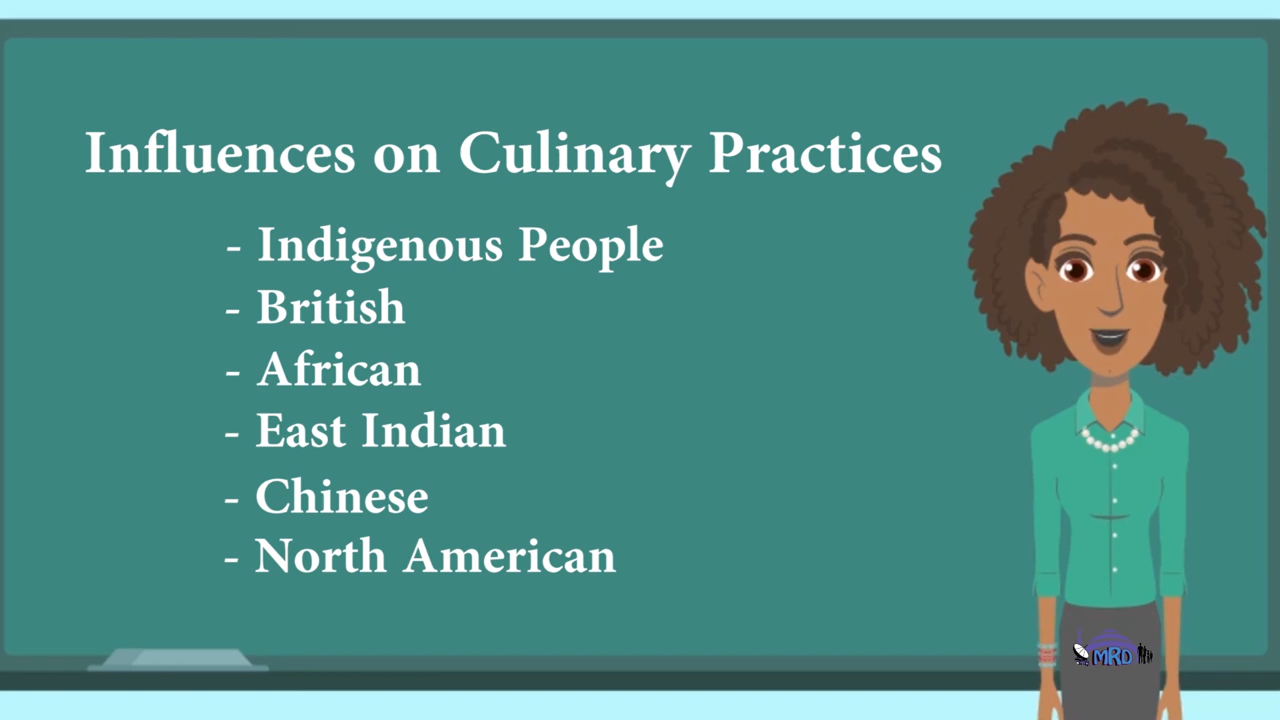 Influences on Culinary Practices
- Indigenous People
- British
- African
- East Indian
- Chinese
- North American
MRD